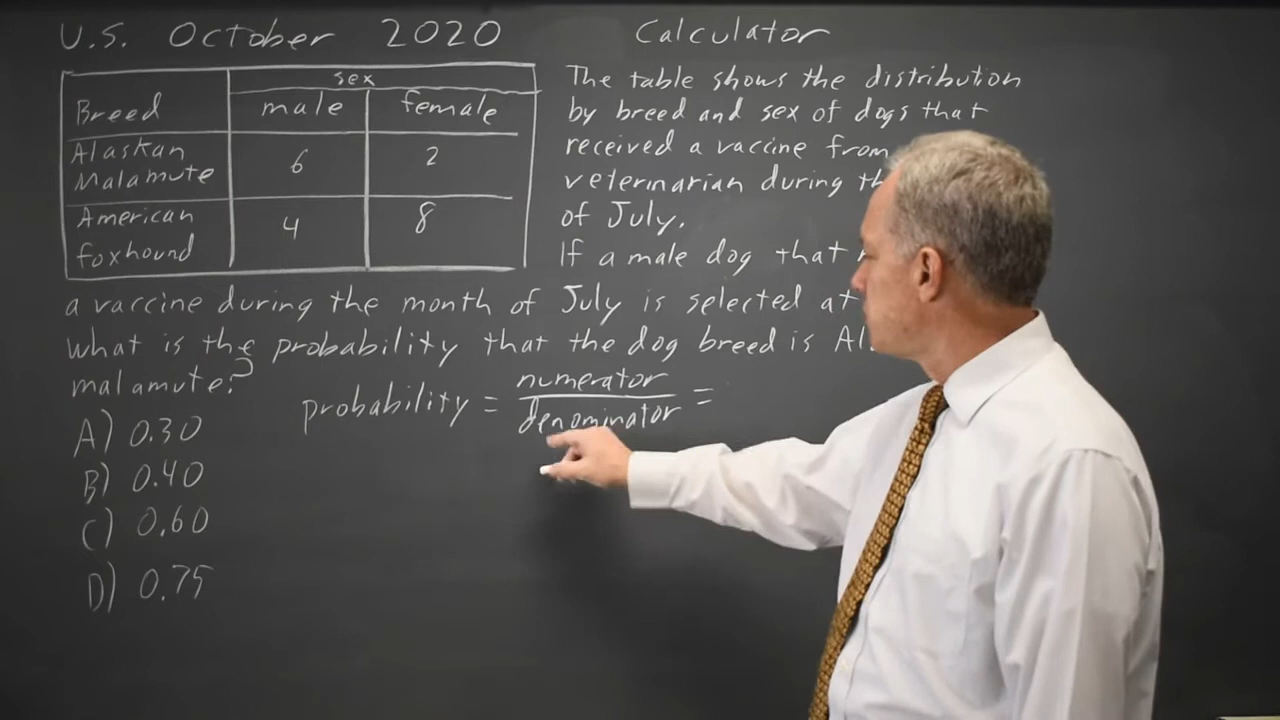 U.S. October 2020
Calculator
sex
Breed male female
Alaskan
Malamute 6 2
American
foxhound 4 8
The table shows the distribution
by breed and sex of dogs that
received a vaccine from
veterinarian during
of July.
If a male dog that
a vaccine during the month of July is selected at
what is the probability that the dog breed is
malamute?
probability = numerator
denominator =
A) 0.30
B) 0.40
C) 0.60
D) 0.75